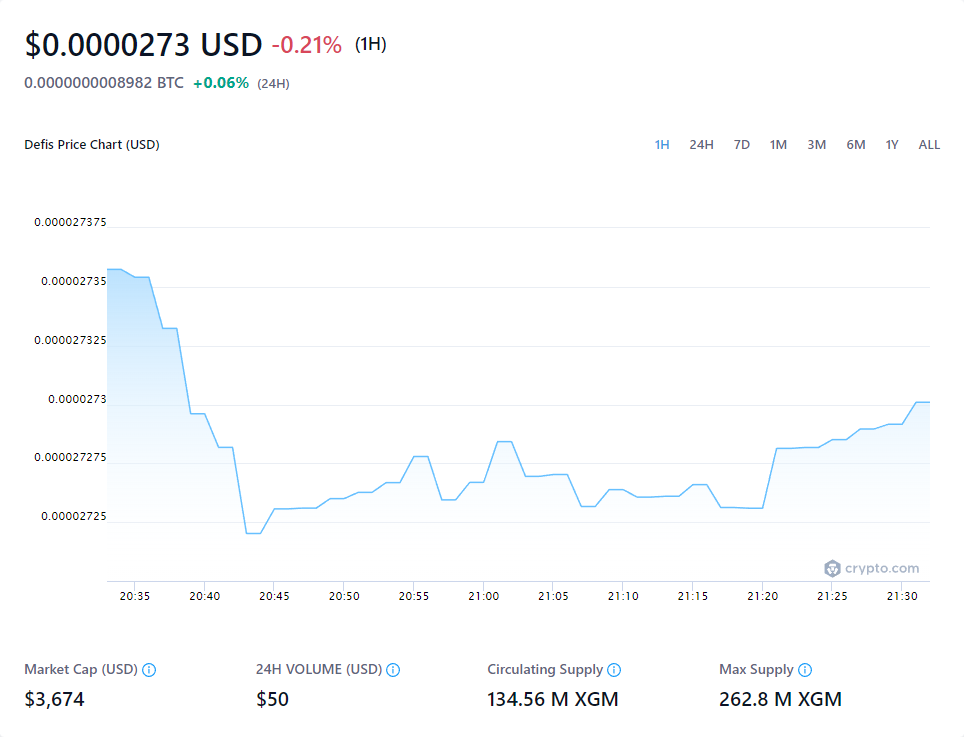 $0.0000273 USD -0.21% (1H)
0.0000000008982 BTC +0.06% (24H)
Defis Price Chart (USD) 1H 24H 7D 1M 3M 6M 1Y ALL
0.000027375
0.00002735
0.000027325
0.0000273
0.000027275
0.00002725
crypto.com
20:35 20:40 20:45 20:50 20:55 21:00 21:05 21:10 21:15 21:20 21:25 21:30
Market Cap (USD) 24H VOLUME (USD) Circulating Supply Max Supply
$3,674 $50 134.56 M XGM 262.8 M XGM